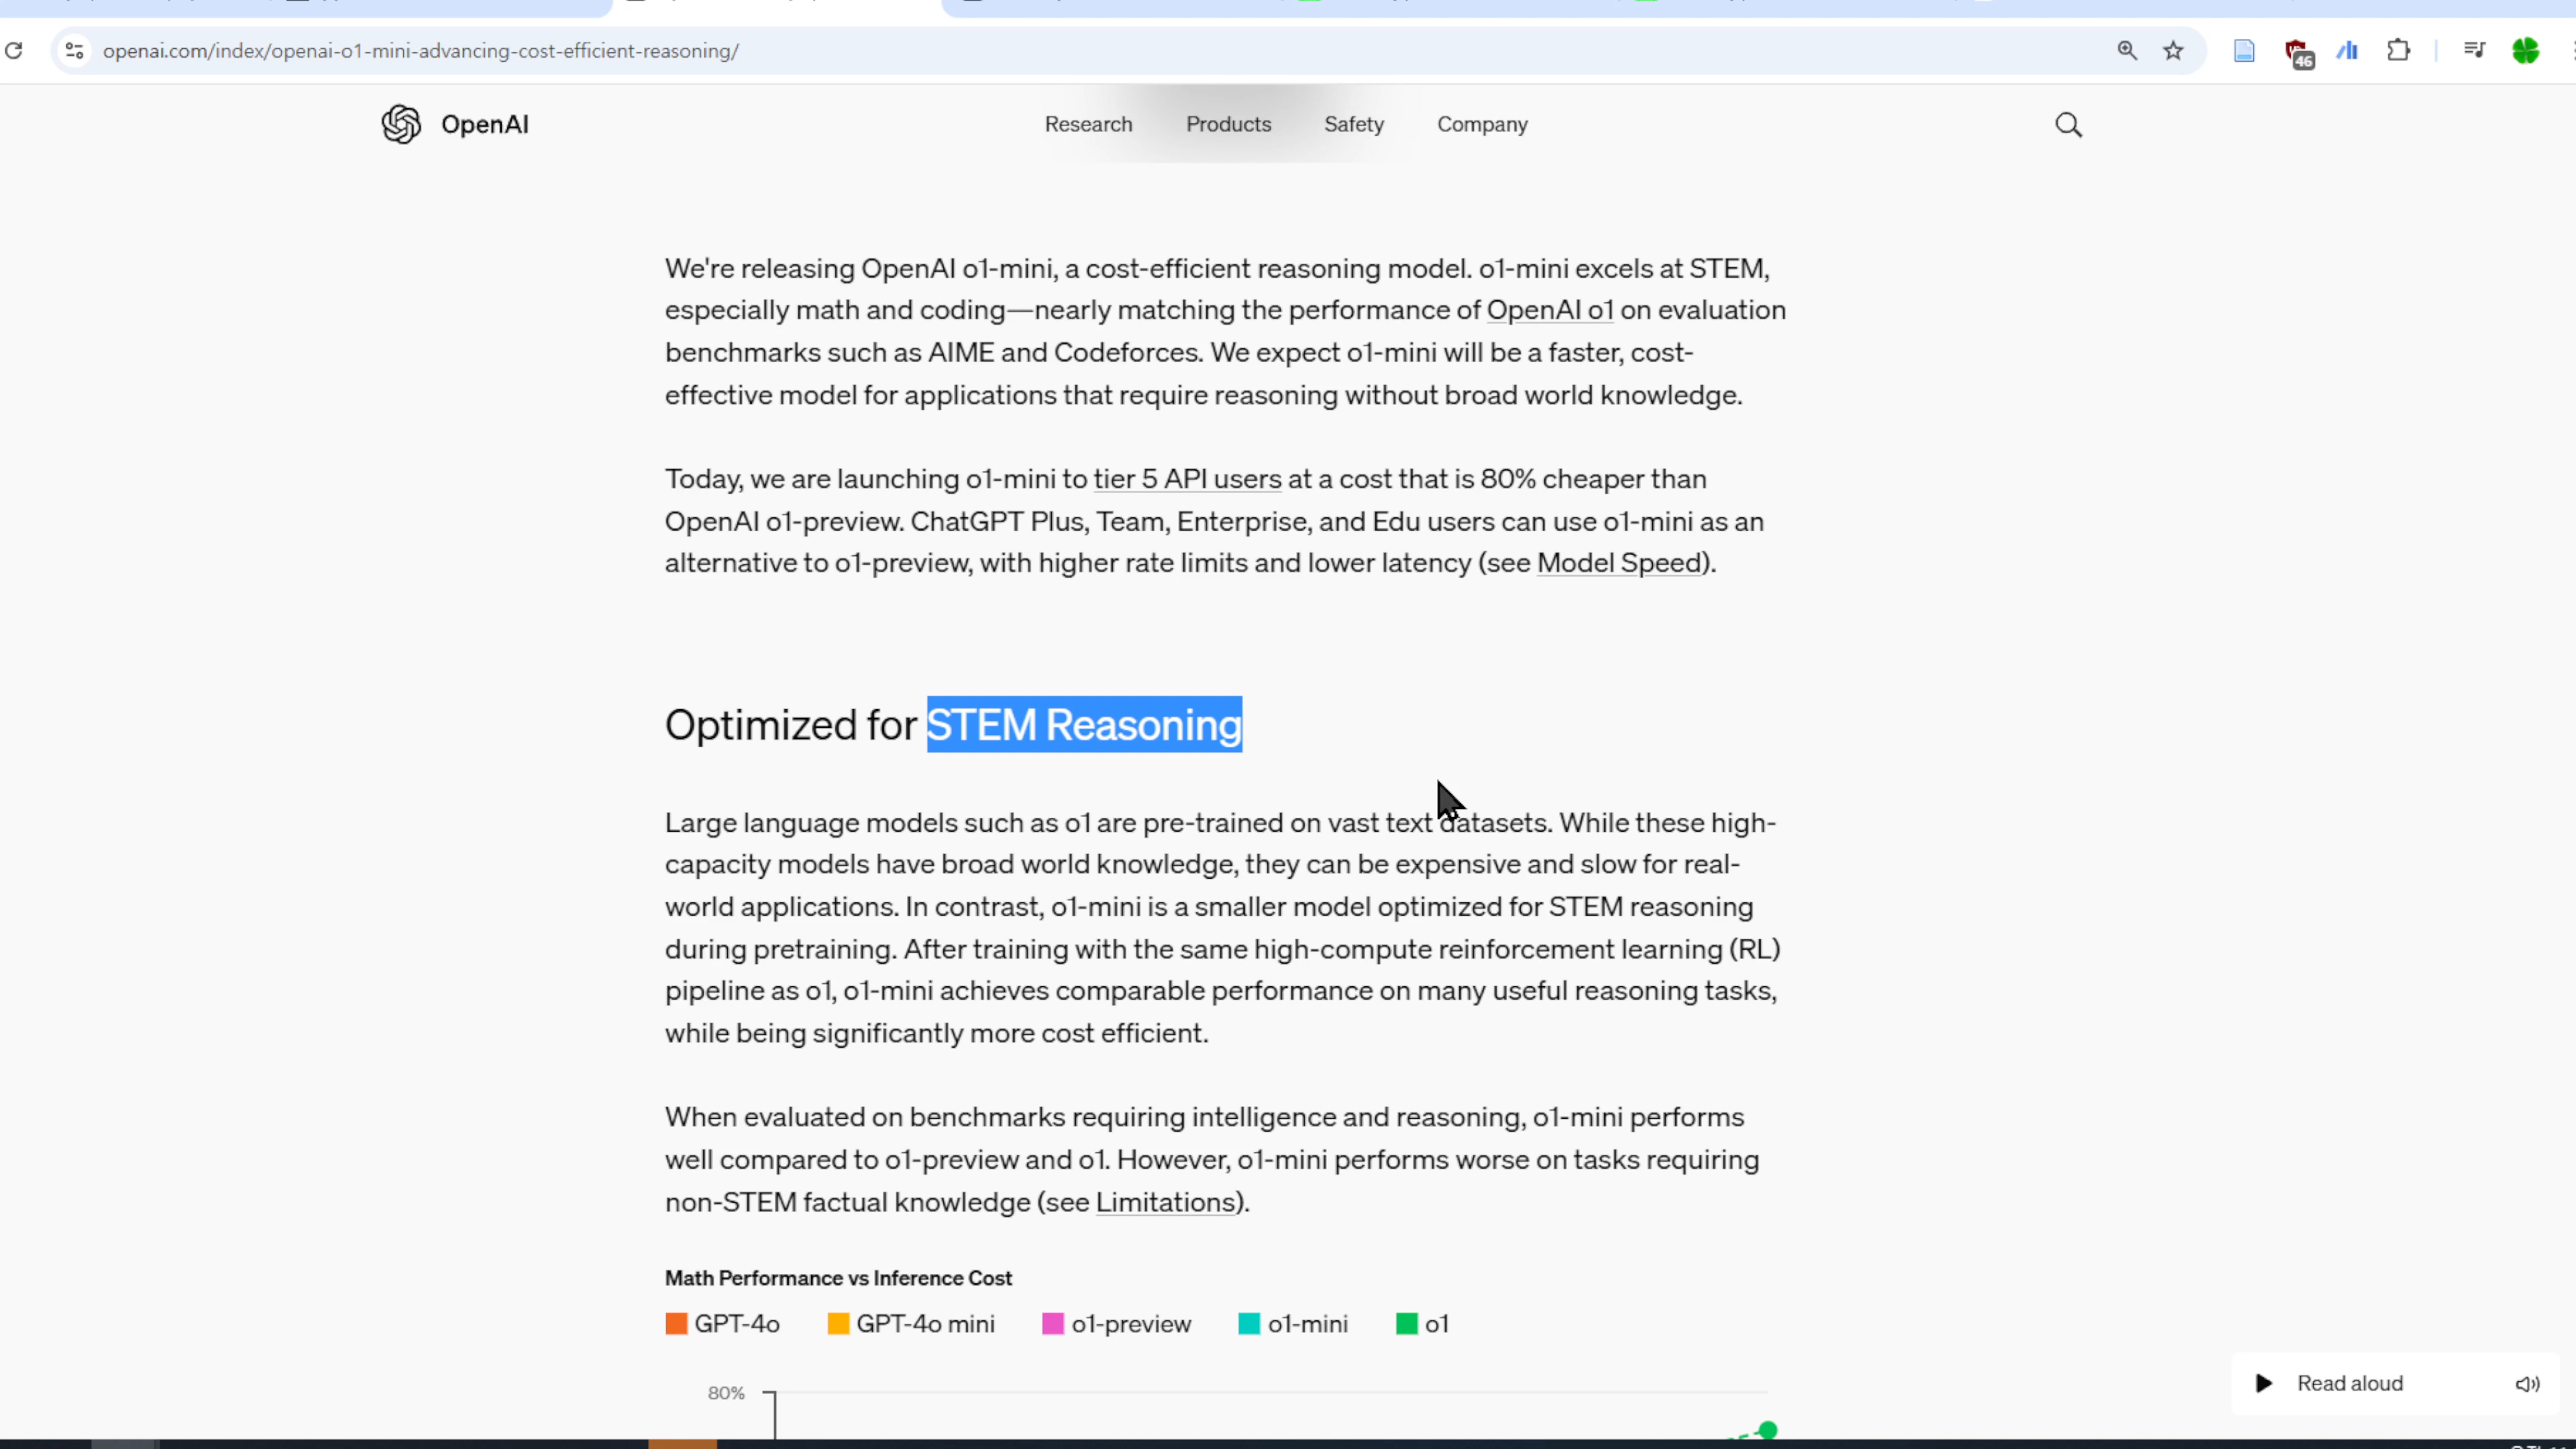 openai.com/index/openai-o1-mini-advancing-cost-efficient-reasoning/
46
OpenAI
Research Products Safety Company
We're releasing OpenAI o1-mini, a cost-efficient reasoning model. o1-mini excels at STEM,
especially math and coding—nearly matching the performance of OpenAI o1 on evaluation
benchmarks such as AIME and Codeforces. We expect o1-mini will be a faster, cost-
effective model for applications that require reasoning without broad world knowledge.
Today, we are launching o1-mini to tier 5 API users at a cost that is 80% cheaper than
OpenAI o1-preview. ChatGPT Plus, Team, Enterprise, and Edu users can use o1-mini as an
alternative to o1-preview, with higher rate limits and lower latency (see Model Speed).
Optimized for STEM Reasoning
Large language models such as o1 are pre-trained on vast text datasets. While these high-
capacity models have broad world knowledge, they can be expensive and slow for real-
world applications. In contrast, o1-mini is a smaller model optimized for STEM reasoning
during pretraining. After training with the same high-compute reinforcement learning (RL)
pipeline as o1, o1-mini achieves comparable performance on many useful reasoning tasks,
while being significantly more cost efficient.
When evaluated on benchmarks requiring intelligence and reasoning, o1-mini performs
well compared to o1-preview and o1. However, o1-mini performs worse on tasks requiring
non-STEM factual knowledge (see Limitations).
Math Performance vs Inference Cost
GPT-4o GPT-4o mini o1-preview o1-mini o1
80%
Read aloud